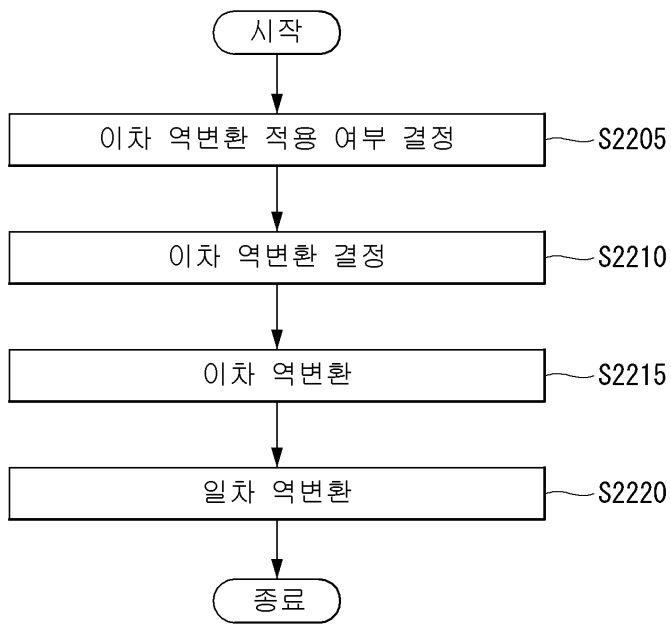 시작
이차 역변환 적용 여부 결정
S2205
이차 역변환 결정
S2210
이차 역변환
S2215
일차 역변환
S2220
종료